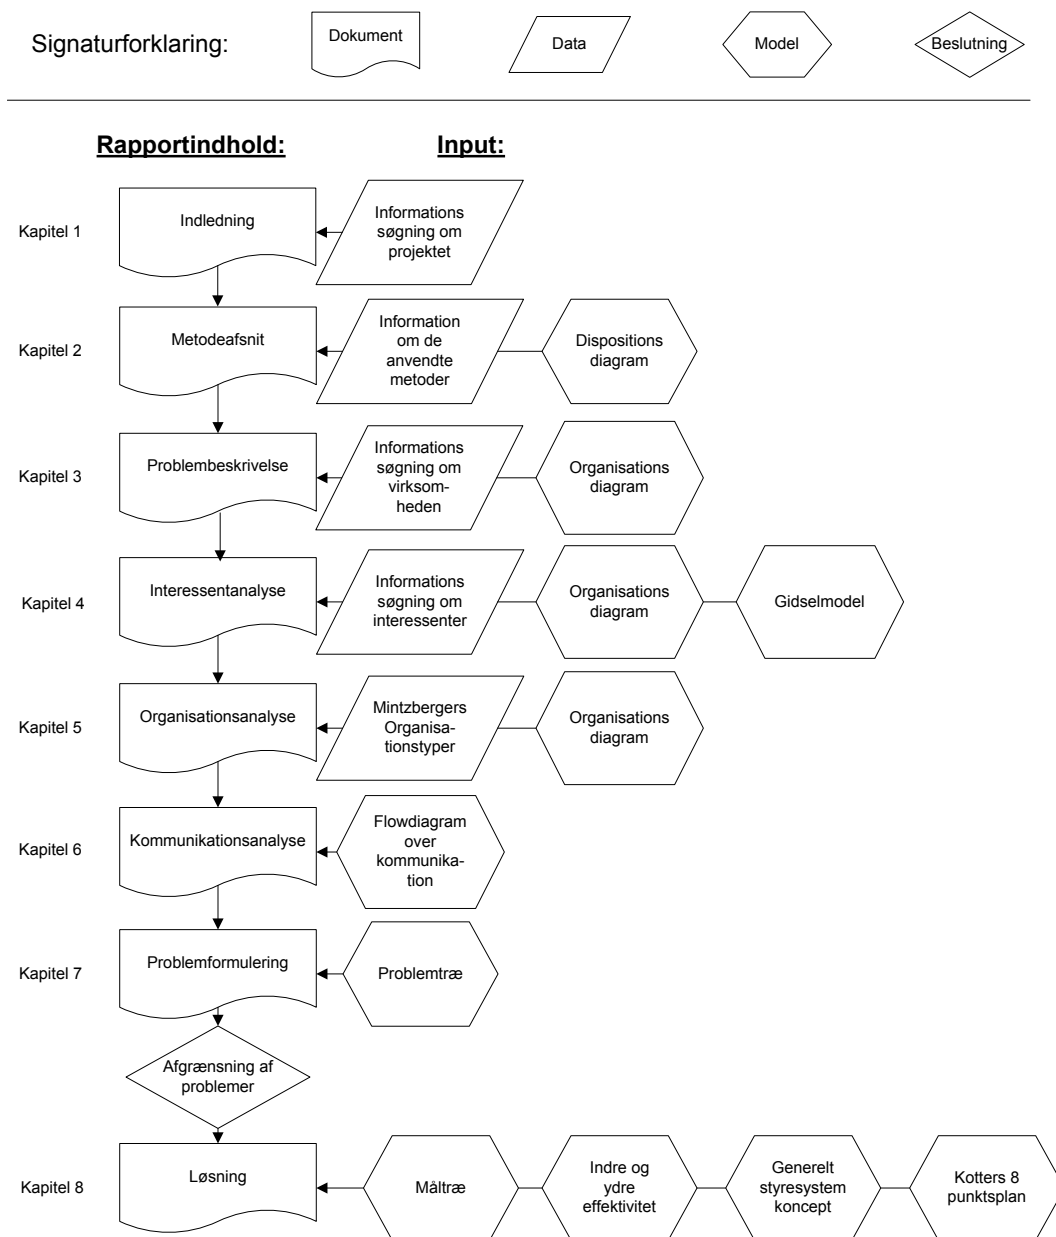 Signaturforklaring:
Dokument
Data
Model
Beslutning
Rapportindhold:
Input:
Kapitel 1
Indledning
Informations
søgning om
projektet
Kapitel 2
Metodeafsnit
Information
om de
anvendte
metoder
Dispositions
diagram
Kapitel 3
Problembeskrivelse
Informations
søgning om
virksom-
heden
Organisations
diagram
Kapitel 4
Interessentanalyse
Informations
søgning om
interessenter
Organisations
diagram
Gidselmodel
Kapitel 5
Organisationsanalyse
Mintzbergers
Organisa-
tionstyper
Organisations
diagram
Kapitel 6
Kommunikationsanalyse
Flowdiagram
over
kommunika-
tion
Kapitel 7
Problemformulering
Problemtræ
Afgrænsning af
problemer
Kapitel 8
Løsning
Måltræ
Indre og
ydre
effektivitet
Generelt
styresystem
koncept
Kotters 8
punktsplan